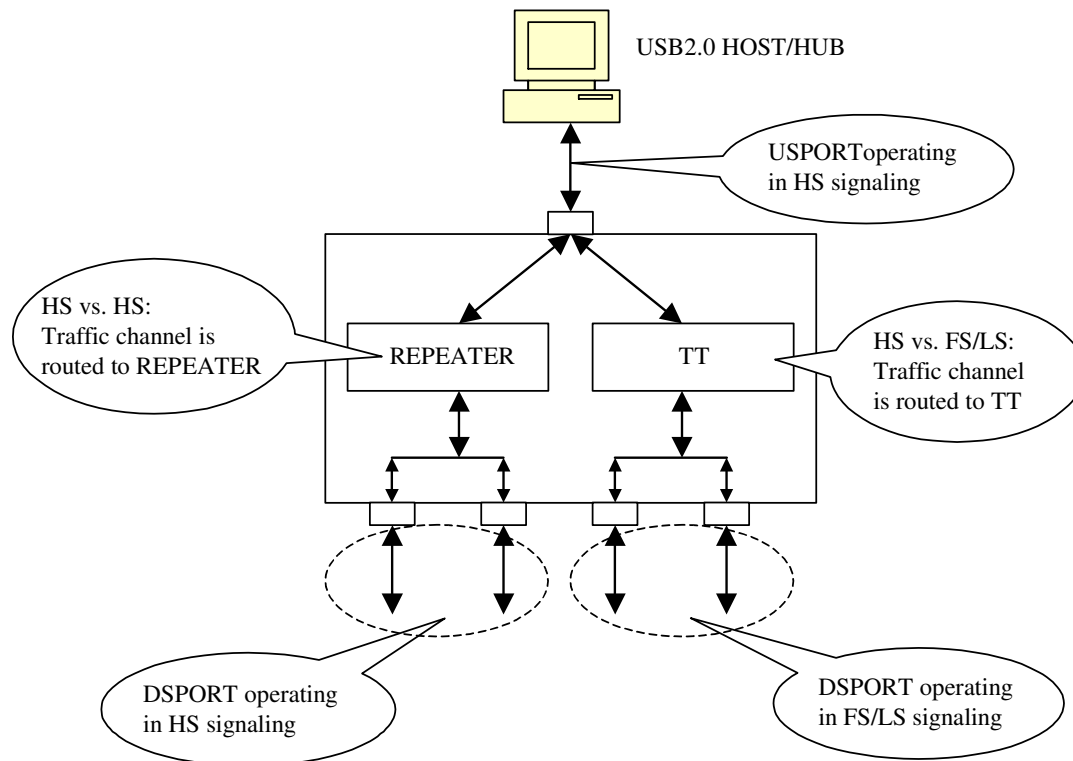 USB2.0 HOST/HUB
USPORToperating
in HS signaling
HS vs. HS:
Traffic channel is
routed to REPEATER
REPEATER
TT
HS vs. FS/LS:
Traffic channel
is routed to TT
DSPORT operating
in HS signaling
DSPORT operating
in FS/LS signaling